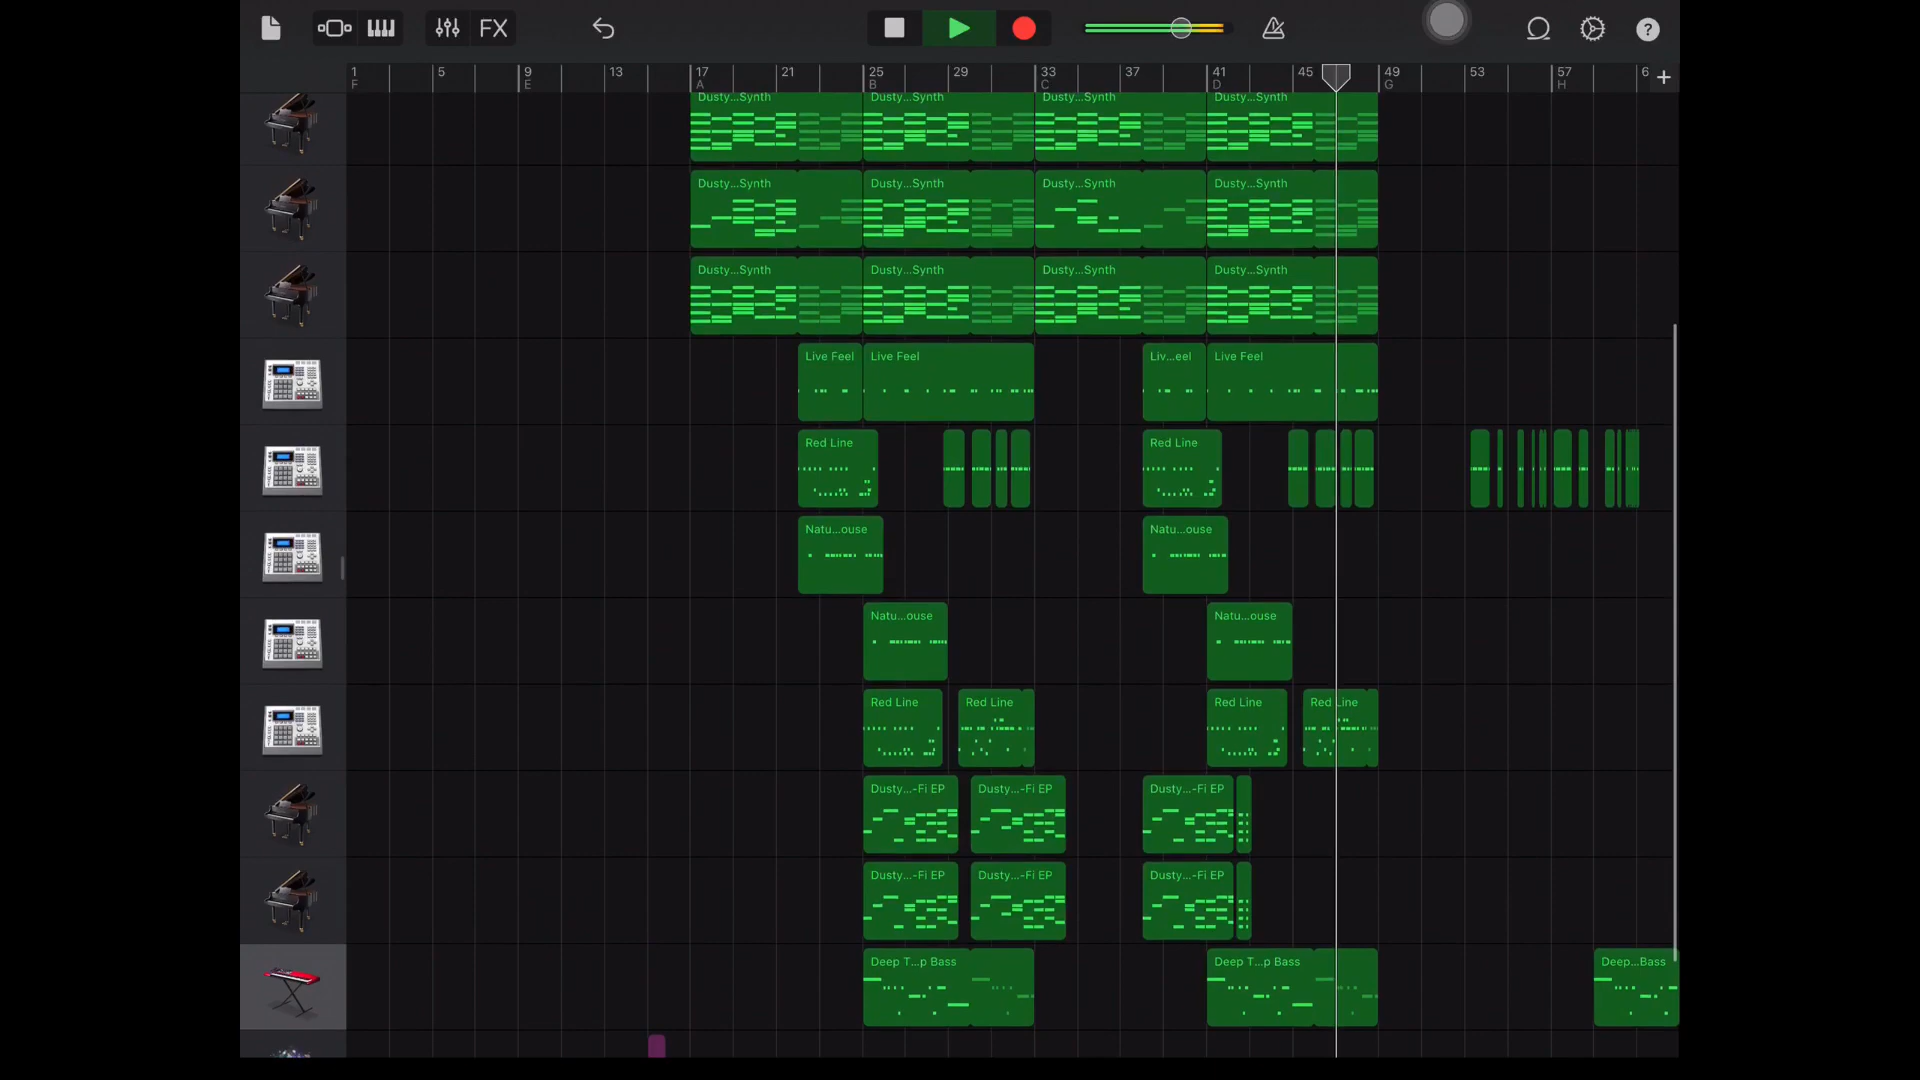 FX
?
1 5 9 13 17 21 25 29 33 37 41 45 49 53 57 6 +
F E A B C D G H
Dusty...Synth Dusty...Synth Dusty...Synth Dusty...Synth
Dusty...Synth Dusty...Synth Dusty...Synth Dusty...Synth
Dusty...Synth Dusty...Synth Dusty...Synth Dusty...Synth
Live Feel Live Feel Liv...eel Live Feel
Red Line Red Line
Natu...ouse Natu...ouse
Natu...ouse Natu...ouse
Red Line Red Line Red Line Red Line
Dusty...-Fi EP Dusty...-Fi EP Dusty...-Fi EP
Dusty...-Fi EP Dusty...-Fi EP Dusty...-Fi EP
Deep T...p Bass Deep T...p Bass Deep...Bass